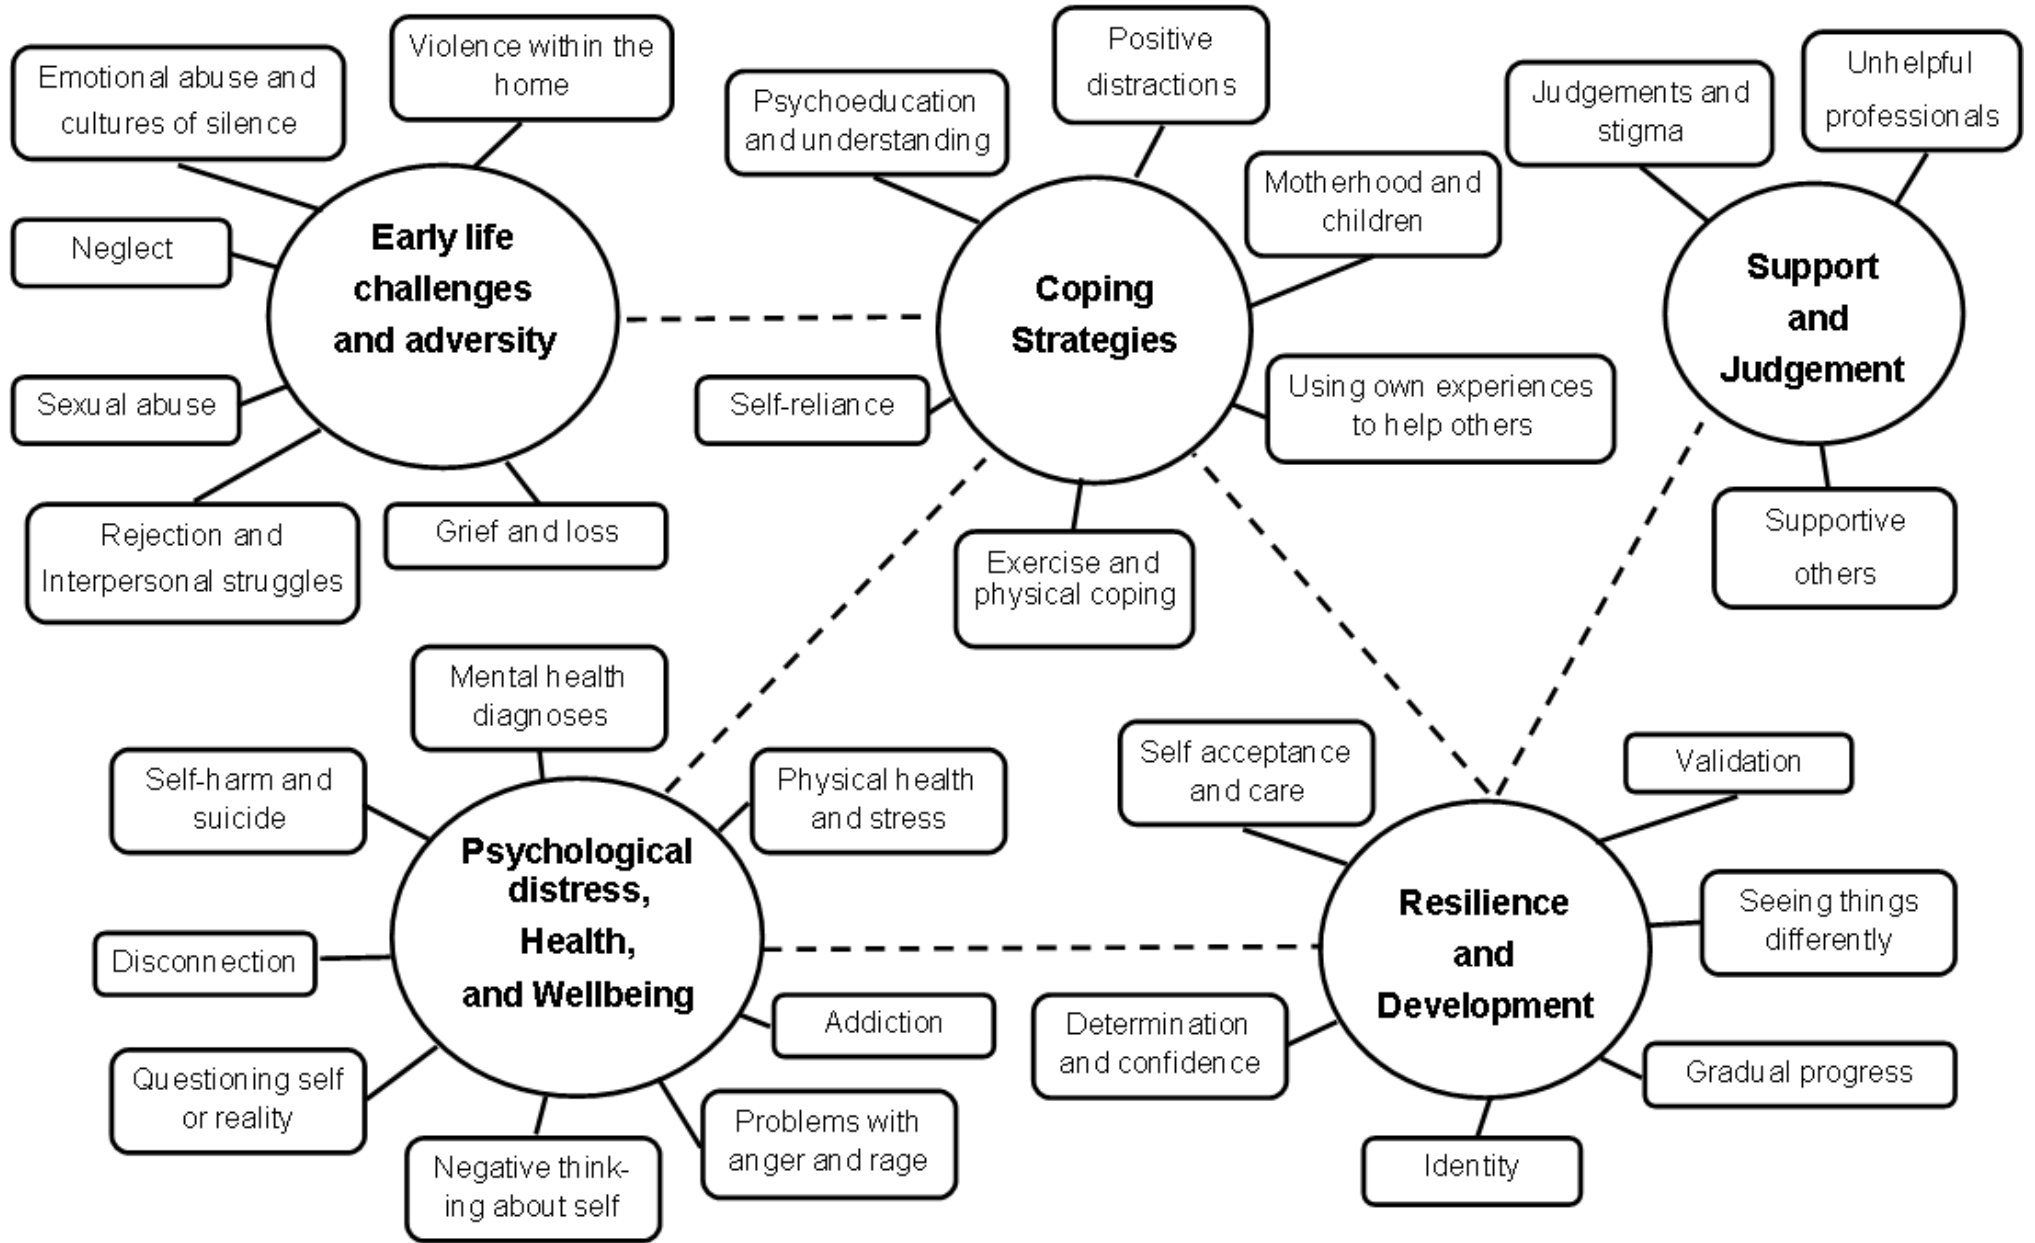 Emotional abuse and
cultures of silence
Violence within the
home
Neglect
Early life
challenges
and adversity
Sexual abuse
Rejection and
Interpersonal struggles
Grief and loss
Psychoeducation
and understanding
Positive
distractions
Motherhood and
children
Coping
Strategies
Self-reliance
Using own experiences
to help others
Exercise and
physical coping
Judgements and
stigma
Unhelpful
professionals
Support
and
Judgement
Supportive
others
Mental health
diagnoses
Self-harm and
suicide
Physical health
and stress
Psychological
distress,
Health,
and Wellbeing
Disconnection
Addiction
Questioning self
or reality
Negative think-
ing about self
Problems with
anger and rage
Self acceptance
and care
Validation
Resilience
and
Development
Seeing things
differently
Determination
and confidence
Gradual progress
Identity